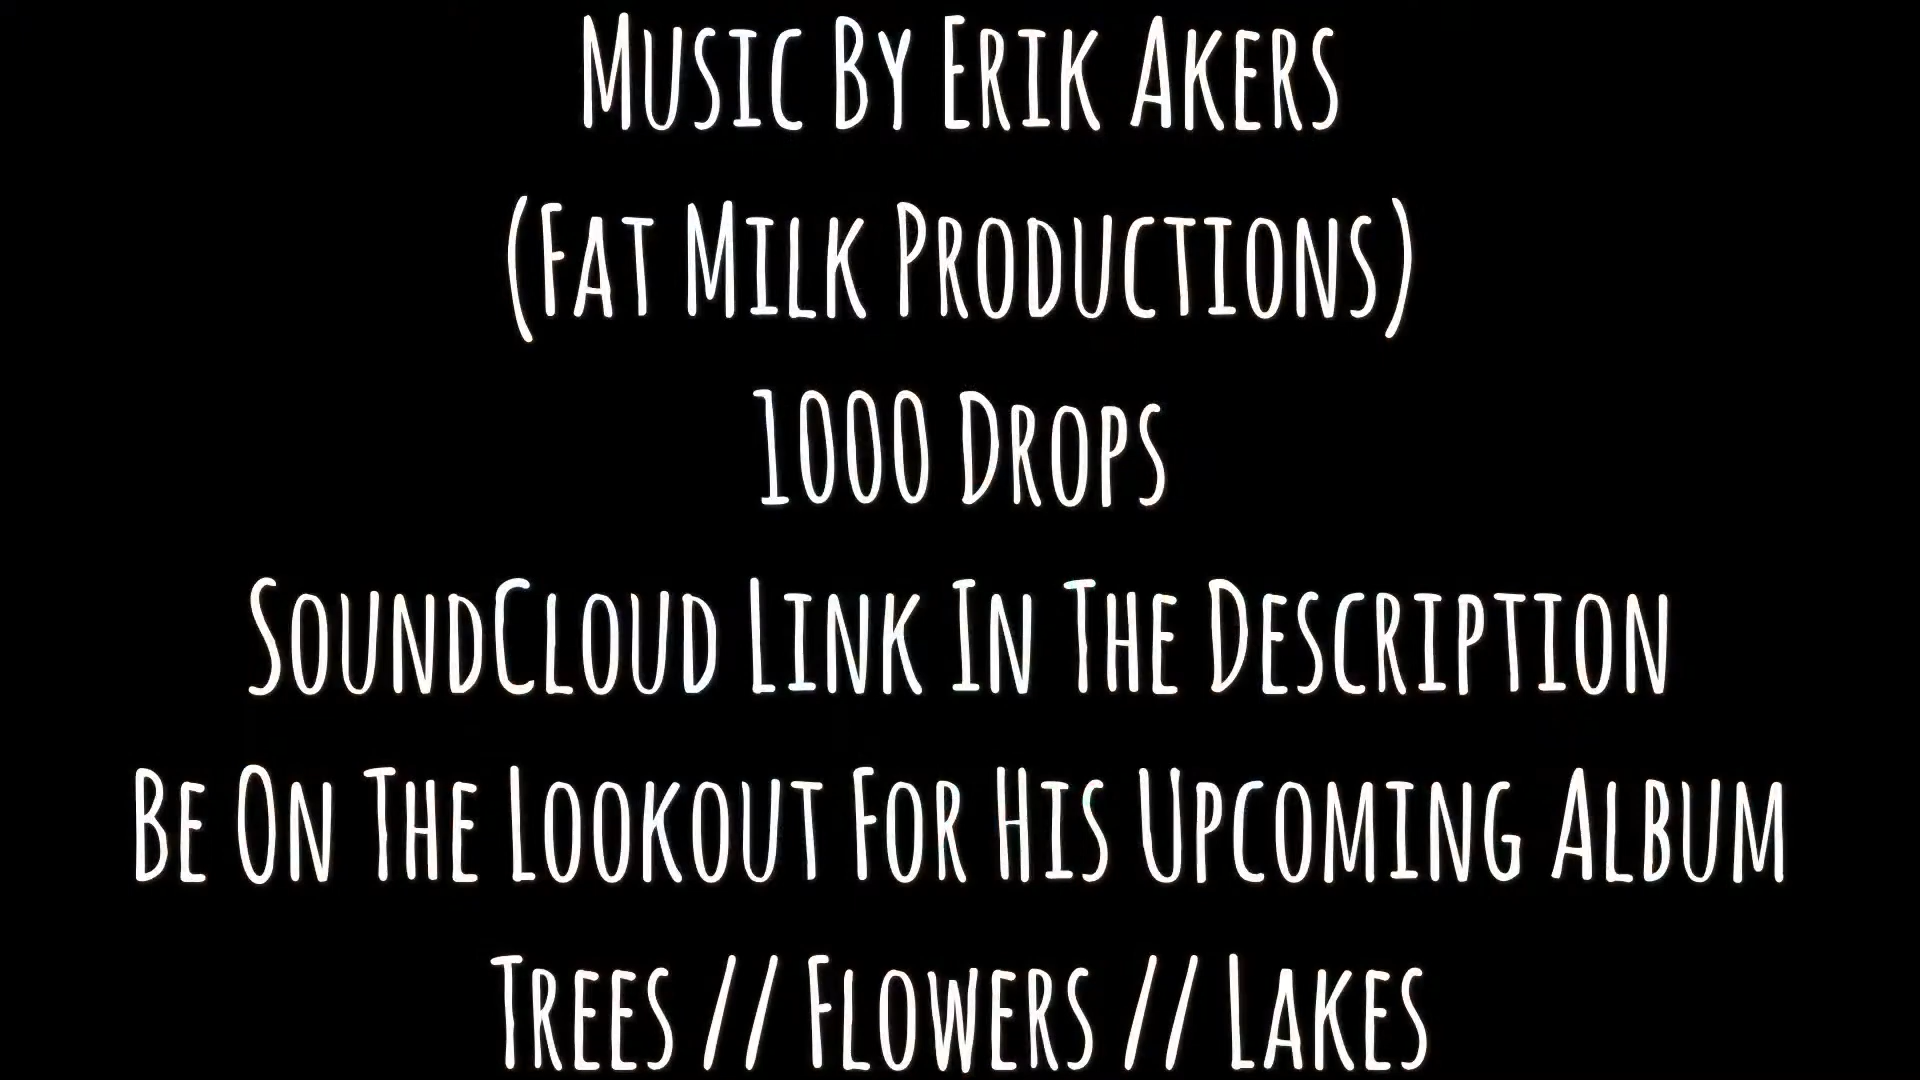 Music By Erik Akers
(Fat Milk Productions)
1000 Drops
SoundCloud Link In The Description
Be On The Lookout For His Upcoming Album
Trees // Flowers // Lakes